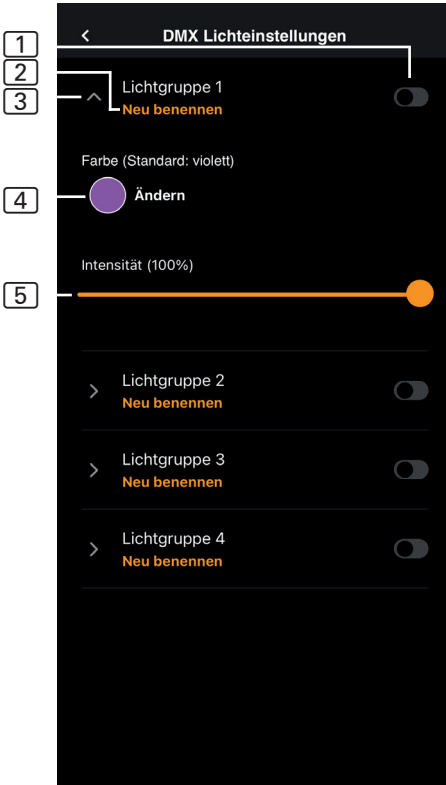 DMX Lichteinstellungen
1
2
3
Lichtgruppe 1
Neu benennen
Farbe (Standard: violett)
4
Ändern
Intensität (100%)
5
Lichtgruppe 2
Neu benennen
Lichtgruppe 3
Neu benennen
Lichtgruppe 4
Neu benennen